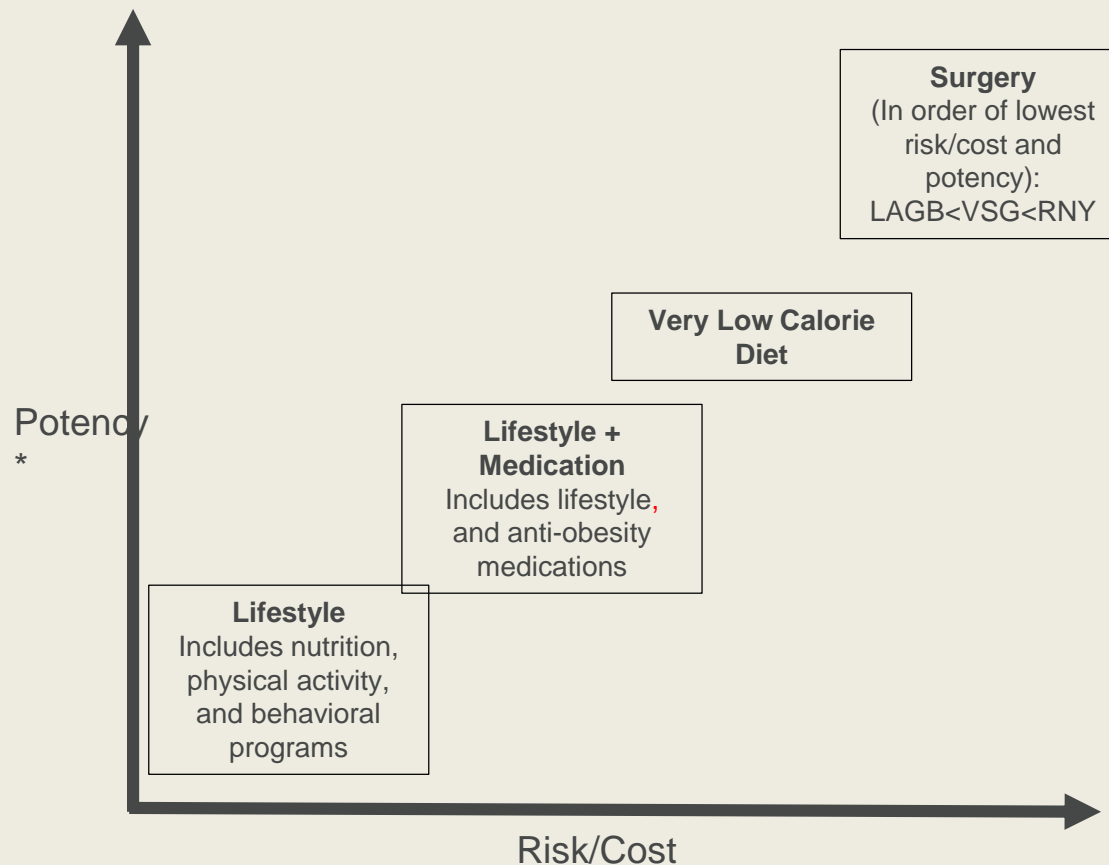 Surgery
(In order of lowest
risk/cost and
potency):
LAGB<VSG<RNY
Very Low Calorie
Diet
Potency
*
Lifestyle +
Medication
Includes lifestyle,
and anti-obesity
medications
Lifestyle
Includes nutrition,
physical activity,
and behavioral
programs
Risk/Cost